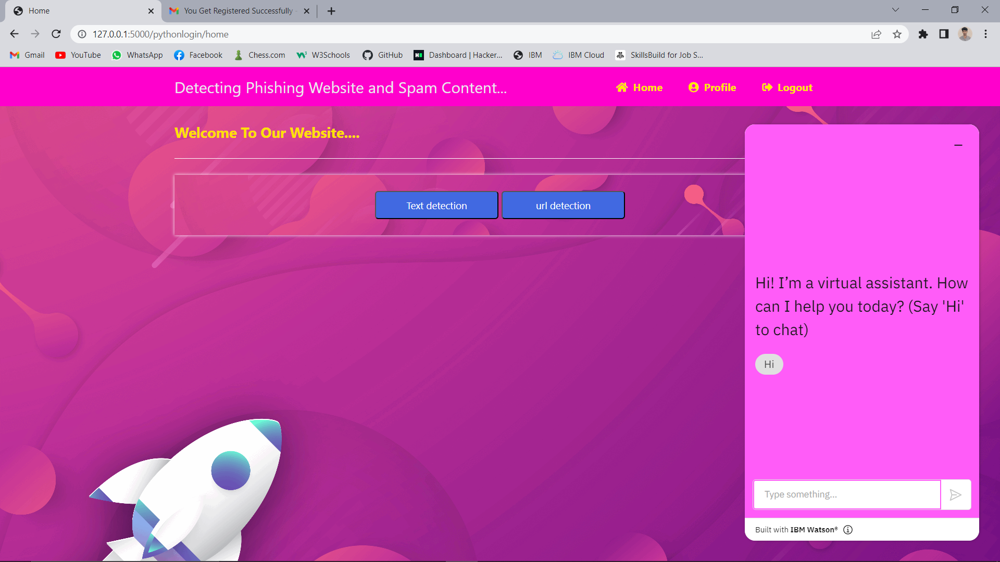 Home
You Get Registered Successfully
127.0.0.1:5000/pythonlogin/home
Gmail YouTube WhatsApp Facebook Chess.com W3Schools GitHub Dashboard | Hacker... IBM IBM Cloud SkillsBuild for Job S...
Detecting Phishing Website and Spam Content... Home Profile Logout
Welcome To Our Website....
Text detection url detection
Hi! I’m a virtual assistant. How
can I help you today? (Say 'Hi'
to chat)
Hi
Type something...
Built with IBM Watson®